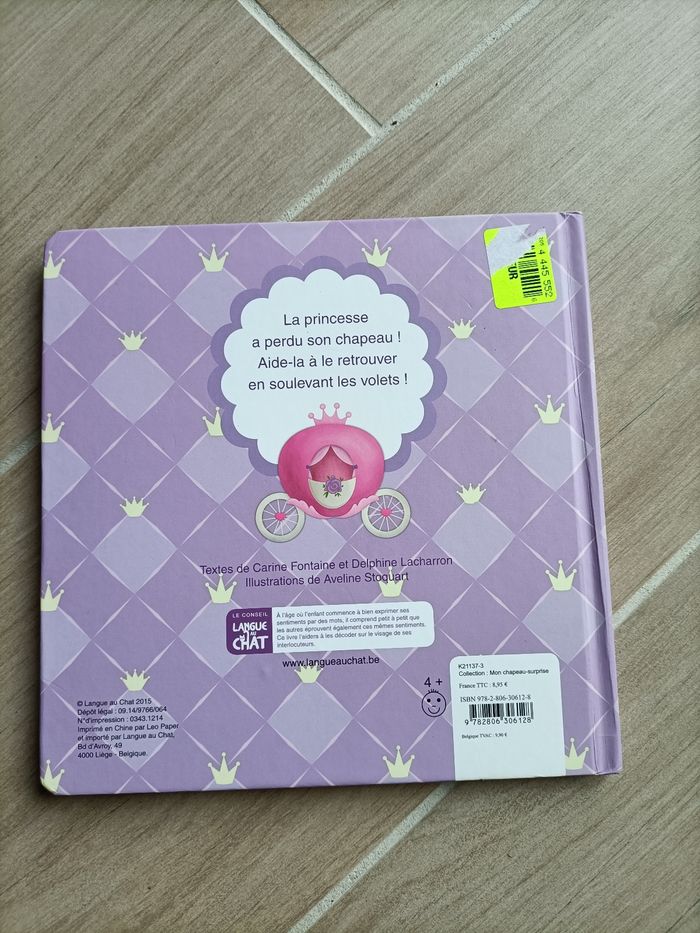 4 445 552
EUR
6
La princesse
a perdu son chapeau !
Aide-la à le retrouver
en soulevant les volets !
Textes de Carine Fontaine et Delphine Lacharron
Illustrations de Aveline Stoquart
LE CONSEIL
LANGUE
AU
CHAT
À l'âge où l'enfant commence à bien exprimer ses
sentiments par des mots, il comprend petit à petit que
les autres éprouvent également ces mêmes sentiments.
Ce livre l'aidera à les décoder sur le visage de ses
interlocuteurs.
www.langueauchat.be
4 +
© Langue au Chat 2015
Dépôt légal : 09.14/9766/064
N° d'impression : 0343.1214
Imprimé en Chine par Leo Paper
et importé par Langue au Chat,
Bd d'Avroy, 49
4000 Liège - Belgique.
K21137-3
Collection : Mon chapeau-surprise
France TTC : 8,95 €
ISBN 978-2-806-30612-8
9 782806 306128
Belgique TVAC : 9,90 €